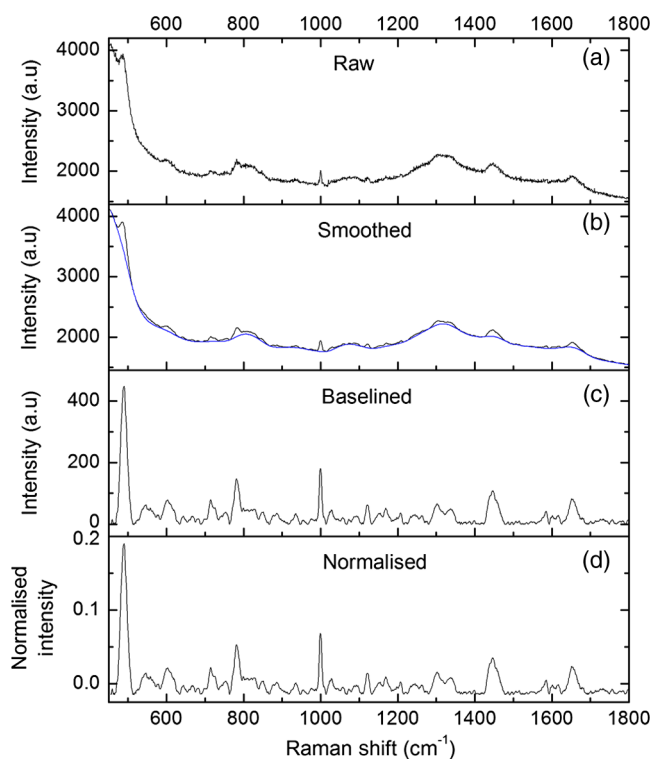 600 800 1000 1200 1400 1600 1800
4000
3000
2000
Intensity (a.u)
Raw
(a)
4000
3000
2000
Intensity (a.u)
Smoothed
(b)
400
200
0
Intensity (a.u)
Baselined
(c)
0.2
0.1
0.0
Normalised
intensity
Normalised
(d)
600 800 1000 1200 1400 1600 1800
Raman shift (cm⁻¹)